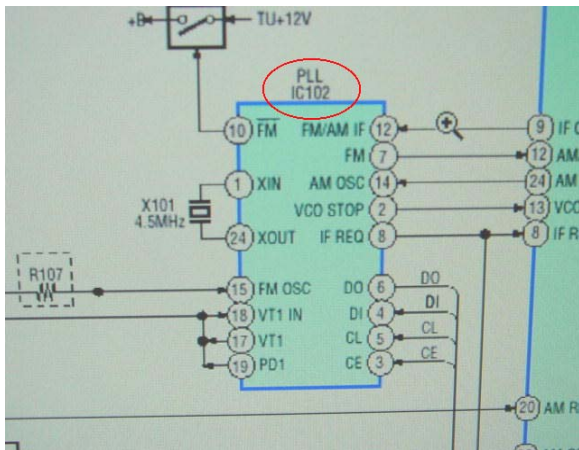 +B
TU+12V
PLL
IC102
10 FM FM/AM IF 12
9 IF
FM 7
12 AM
1 XIN AM OSC 14
24 AM
X101
4.5MHz
VCO STOP 2
13 VCO
24 XOUT IF REQ 8
8 IF R
R107
15 FM OSC DO 6 DO
18 VT1 IN DI 4 DI
17 VT1 CL 5 CL
19 PD1 CE 3 CE
20 AM R